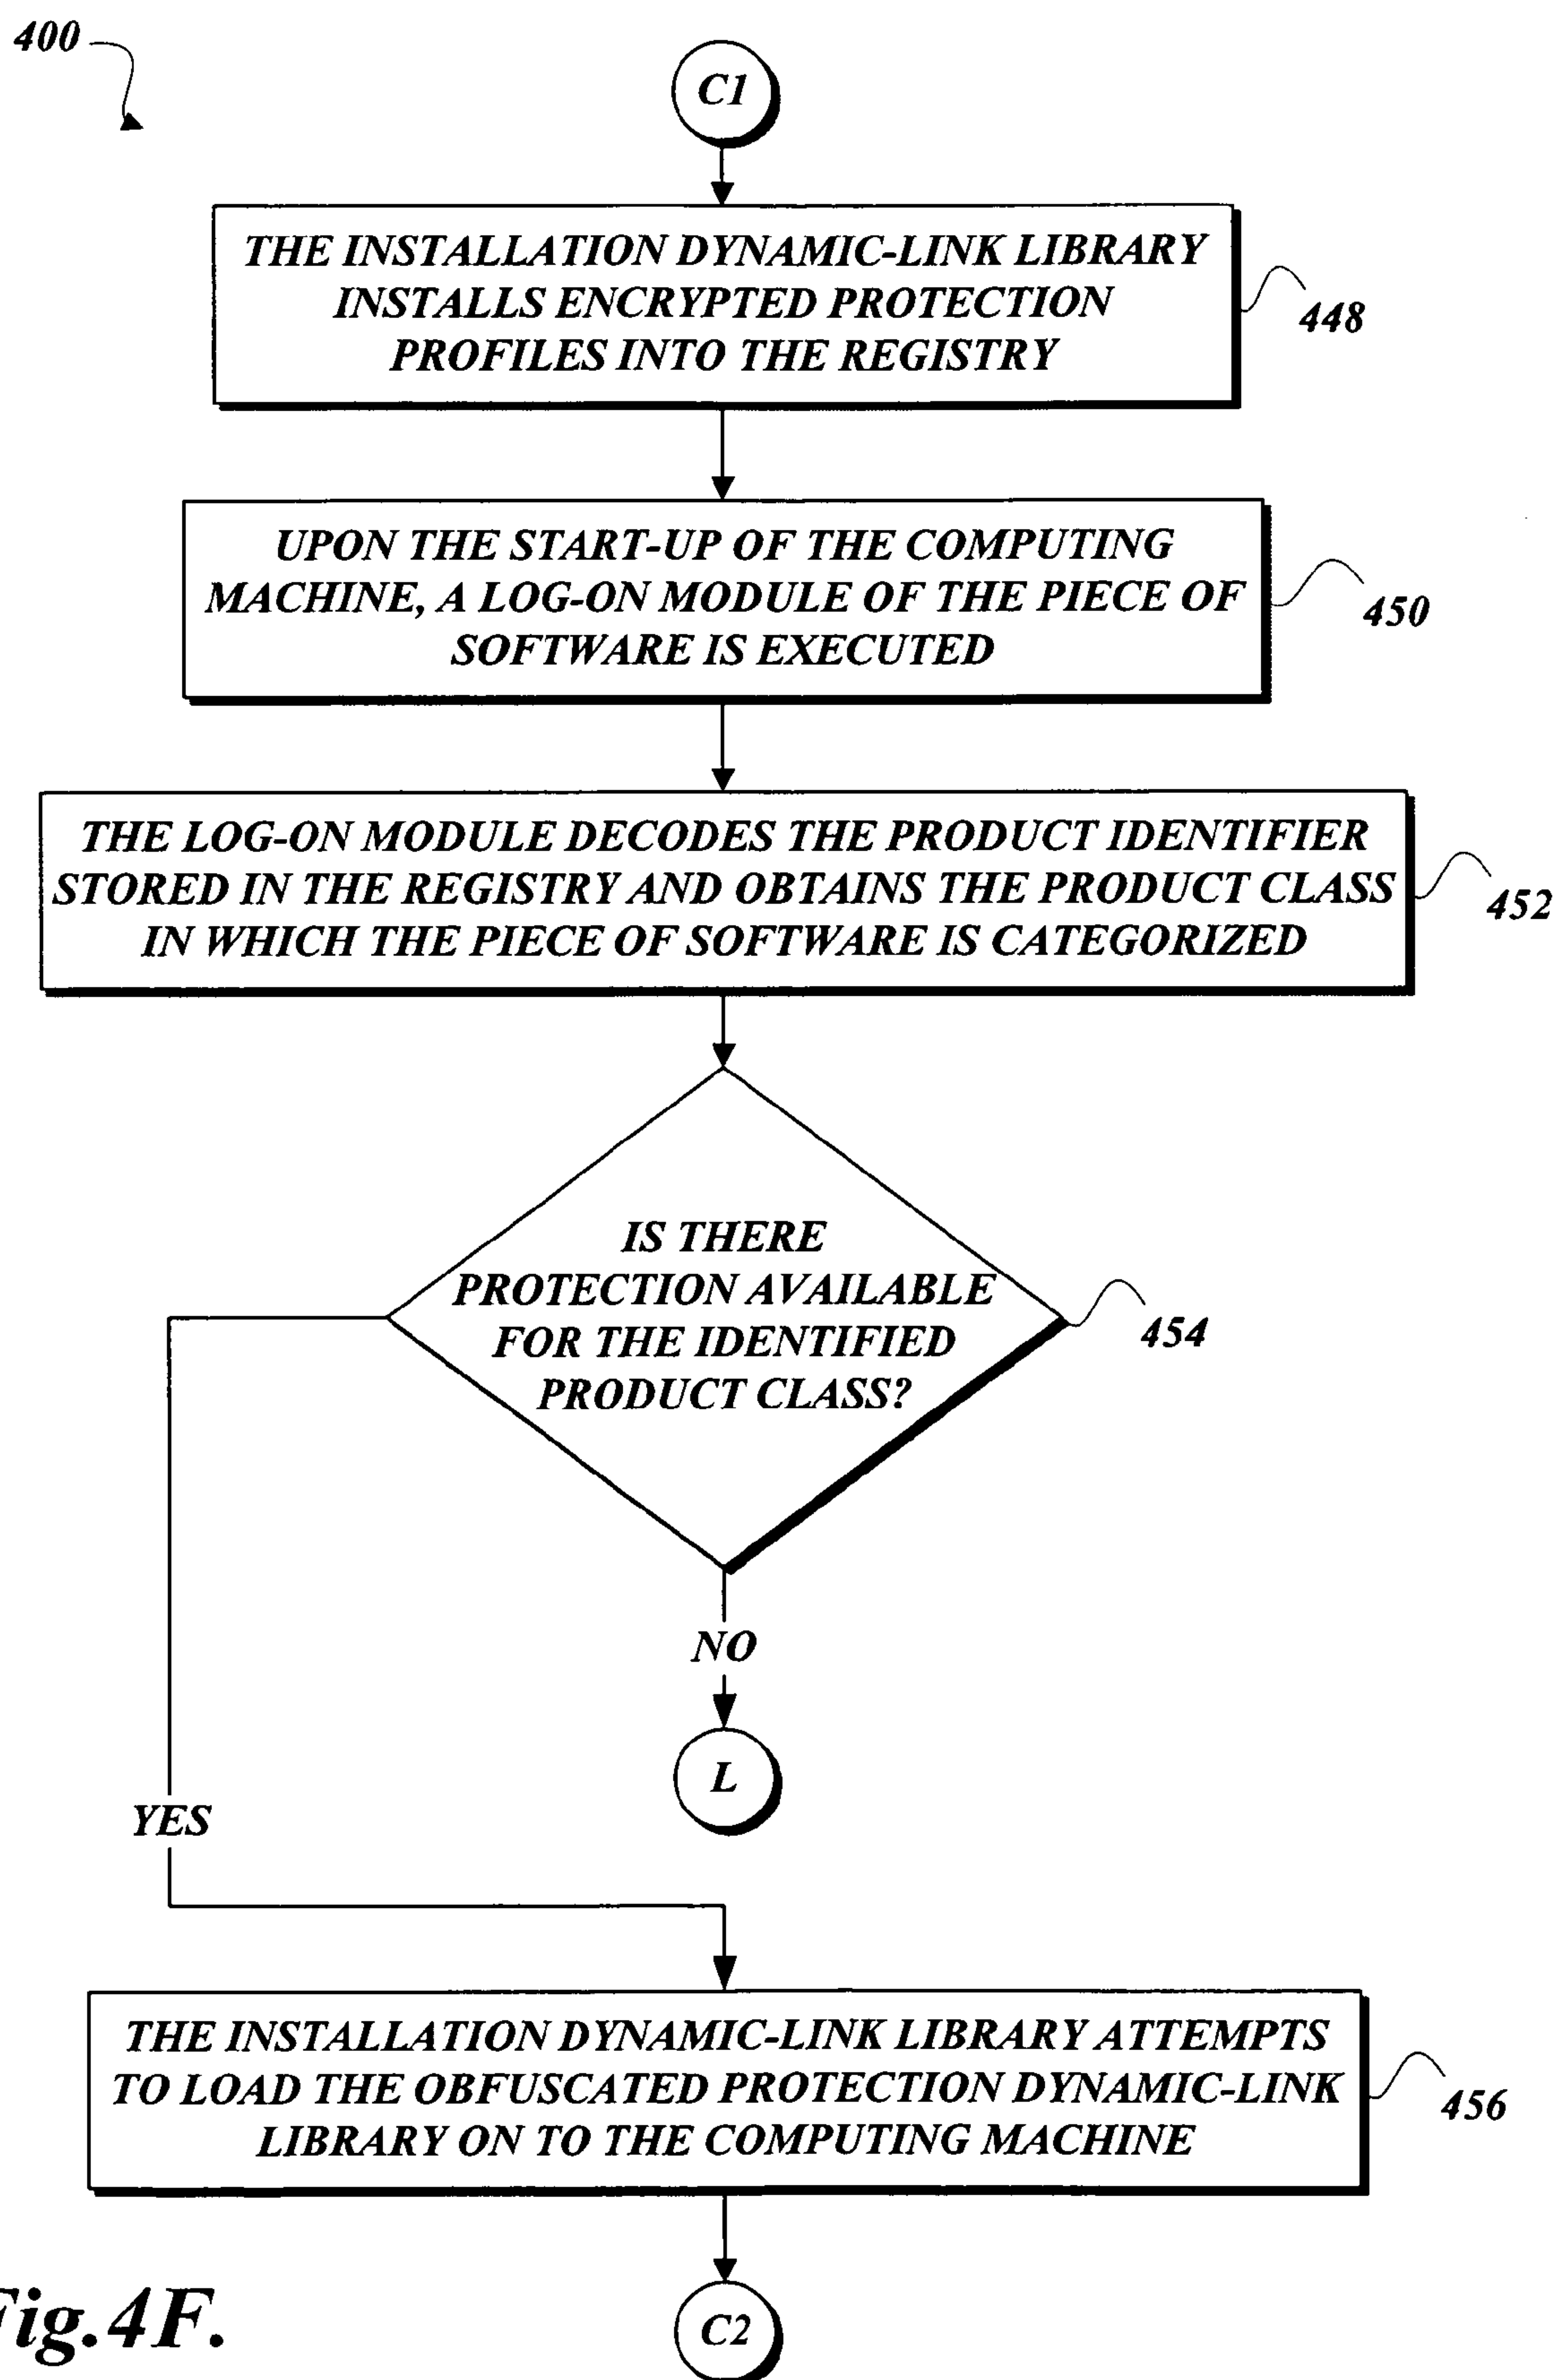 400
C1
THE INSTALLATION DYNAMIC-LINK LIBRARY
INSTALLS ENCRYPTED PROTECTION
PROFILES INTO THE REGISTRY
448
UPON THE START-UP OF THE COMPUTING
MACHINE, A LOG-ON MODULE OF THE PIECE OF
SOFTWARE IS EXECUTED
450
THE LOG-ON MODULE DECODES THE PRODUCT IDENTIFIER
STORED IN THE REGISTRY AND OBTAINS THE PRODUCT CLASS
IN WHICH THE PIECE OF SOFTWARE IS CATEGORIZED
452
IS THERE
PROTECTION AVAILABLE
FOR THE IDENTIFIED
PRODUCT CLASS?
454
NO
L
YES
THE INSTALLATION DYNAMIC-LINK LIBRARY ATTEMPTS
TO LOAD THE OBFUSCATED PROTECTION DYNAMIC-LINK
LIBRARY ON TO THE COMPUTING MACHINE
456
C2
Fig.4F.